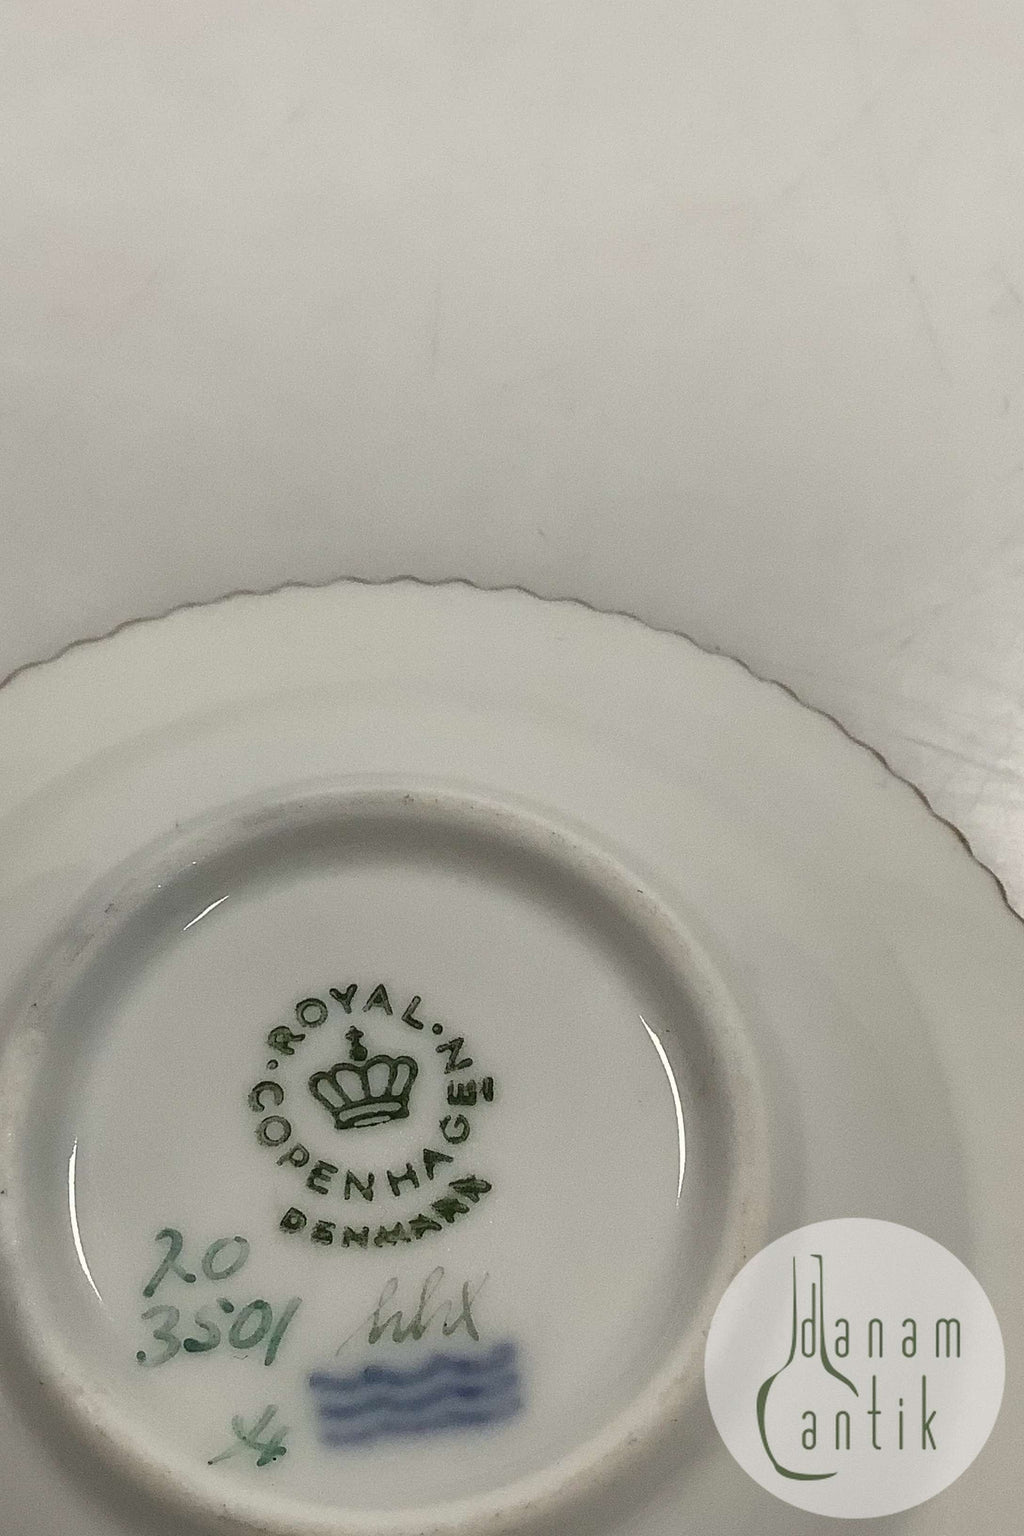 ·ROYAL·
COPENHAGEN
DENMARK
20
3501
danam
antik